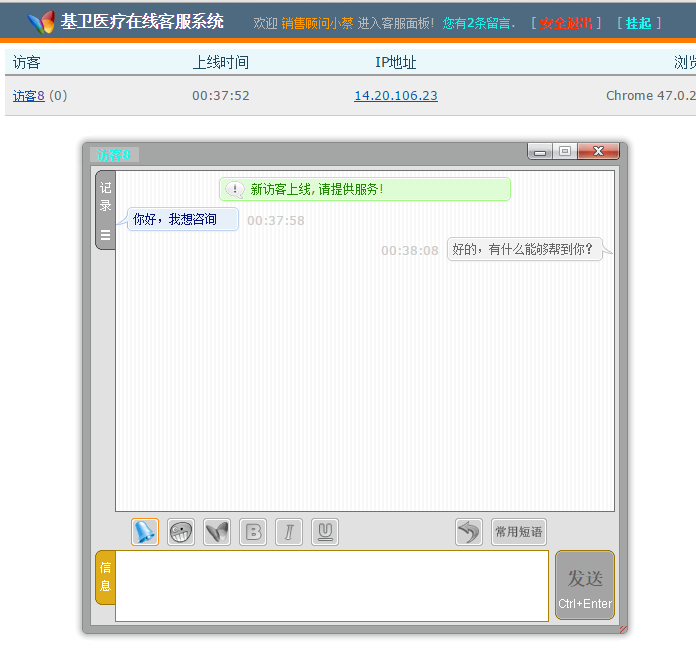 基卫医疗在线客服系统 欢迎 销售顾问小蔡 进入客服面板! 您有2条留言. [ 安全退出 ] [ 挂起 ]
访客 上线时间 IP地址 浏览
访客8 (0) 00:37:52 14.20.106.23 Chrome 47.0.2
访客8
记录
新访客上线, 请提供服务!
你好，我想咨询 00:37:58
00:38:08 好的，有什么能够帮到你?
B I U 常用短语
信息
发送
Ctrl+Enter